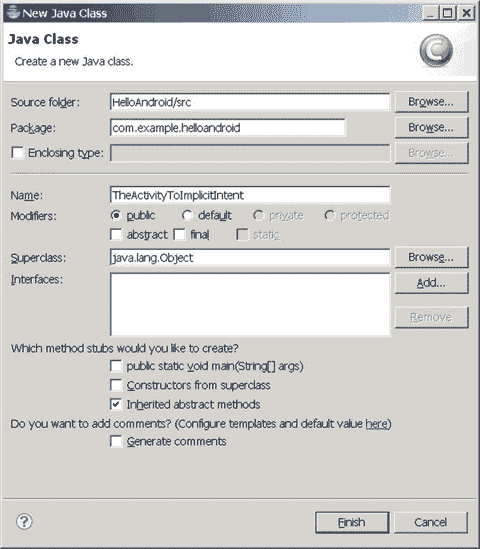 New Java Class
Java Class
Create a new Java class.
C
Source folder: HelloAndroid/src Browse...
Package: com.example.helloandroid Browse...
Enclosing type: Browse...
Name: TheActivityToImplicitIntent
Modifiers: public default private protected
abstract final static
Superclass: java.lang.Object Browse...
Interfaces: Add...
Remove
Which method stubs would you like to create?
public static void main(String[] args)
Constructors from superclass
Inherited abstract methods
Do you want to add comments? (Configure templates and default value here)
Generate comments
? Finish Cancel